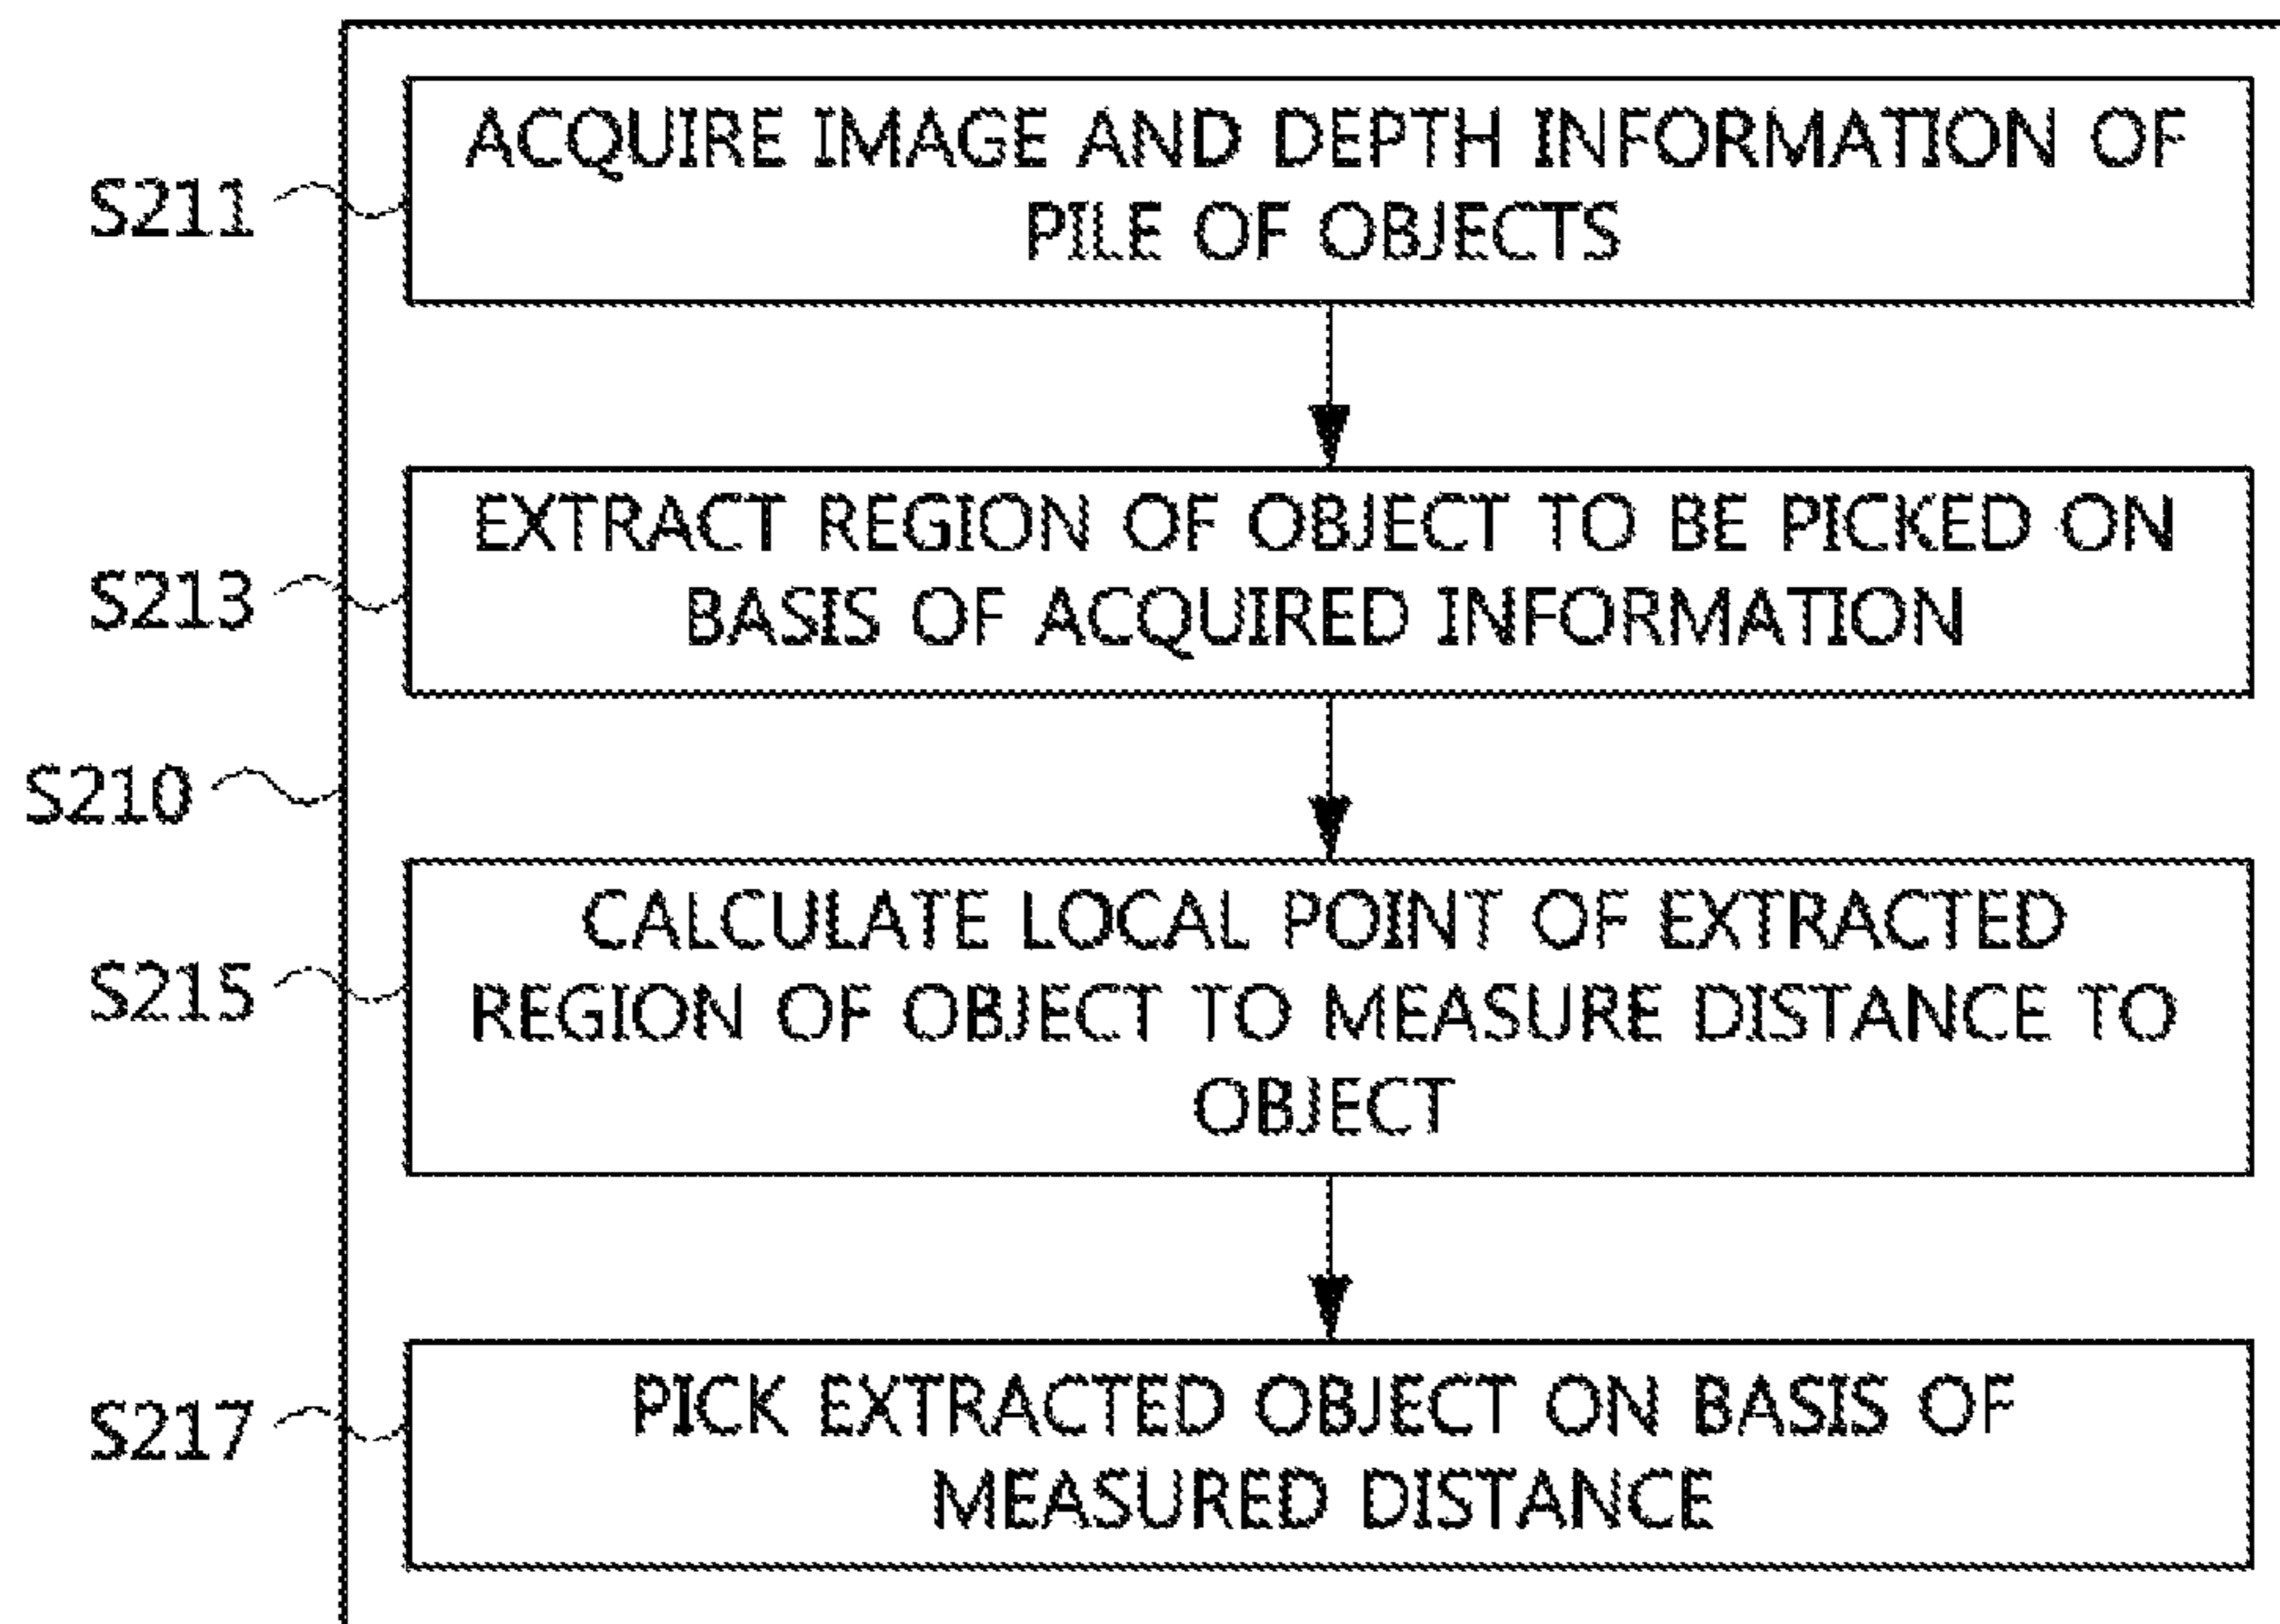 S211
ACQUIRE IMAGE AND DEPTH INFORMATION OF
PILE OF OBJECTS
S213
EXTRACT REGION OF OBJECT TO BE PICKED ON
BASIS OF ACQUIRED INFORMATION
S210
S215
CALCULATE LOCAL POINT OF EXTRACTED
REGION OF OBJECT TO MEASURE DISTANCE TO
OBJECT
S217
PICK EXTRACTED OBJECT ON BASIS OF
MEASURED DISTANCE